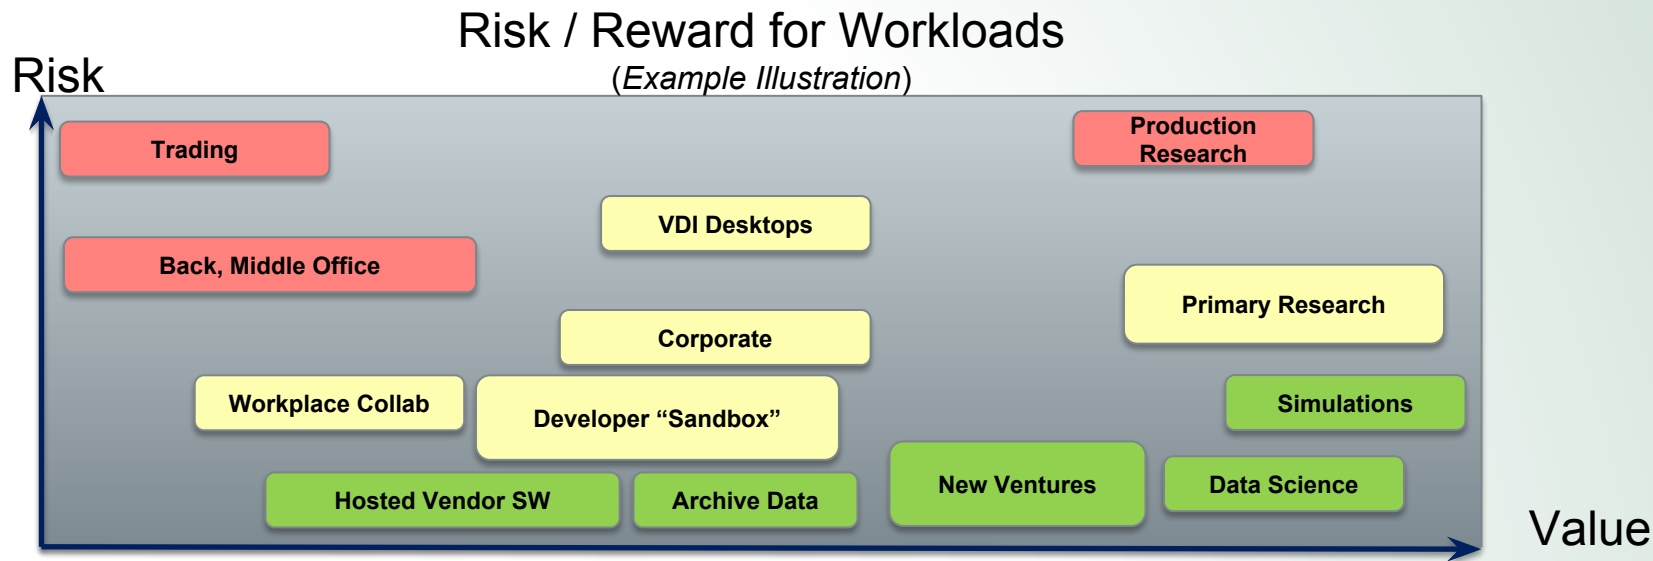 Risk / Reward for Workloads
(Example Illustration)
Risk
Trading
Production
Research
VDI Desktops
Back, Middle Office
Primary Research
Corporate
Workplace Collab
Developer “Sandbox”
Simulations
Hosted Vendor SW
Archive Data
New Ventures
Data Science
Value